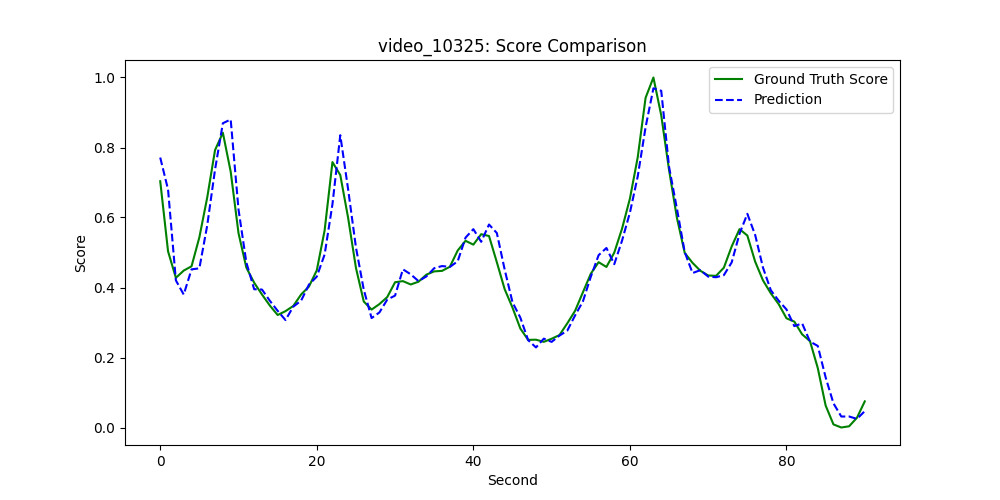 video_10325: Score Comparison
Ground Truth Score
Prediction
1.0
0.8
0.6
0.4
0.2
0.0
Score
0 20 40 60 80
Second